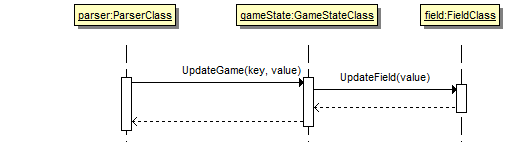 parser:ParserClass
gameState:GameStateClass
field:FieldClass
UpdateGame(key, value)
UpdateField(value)